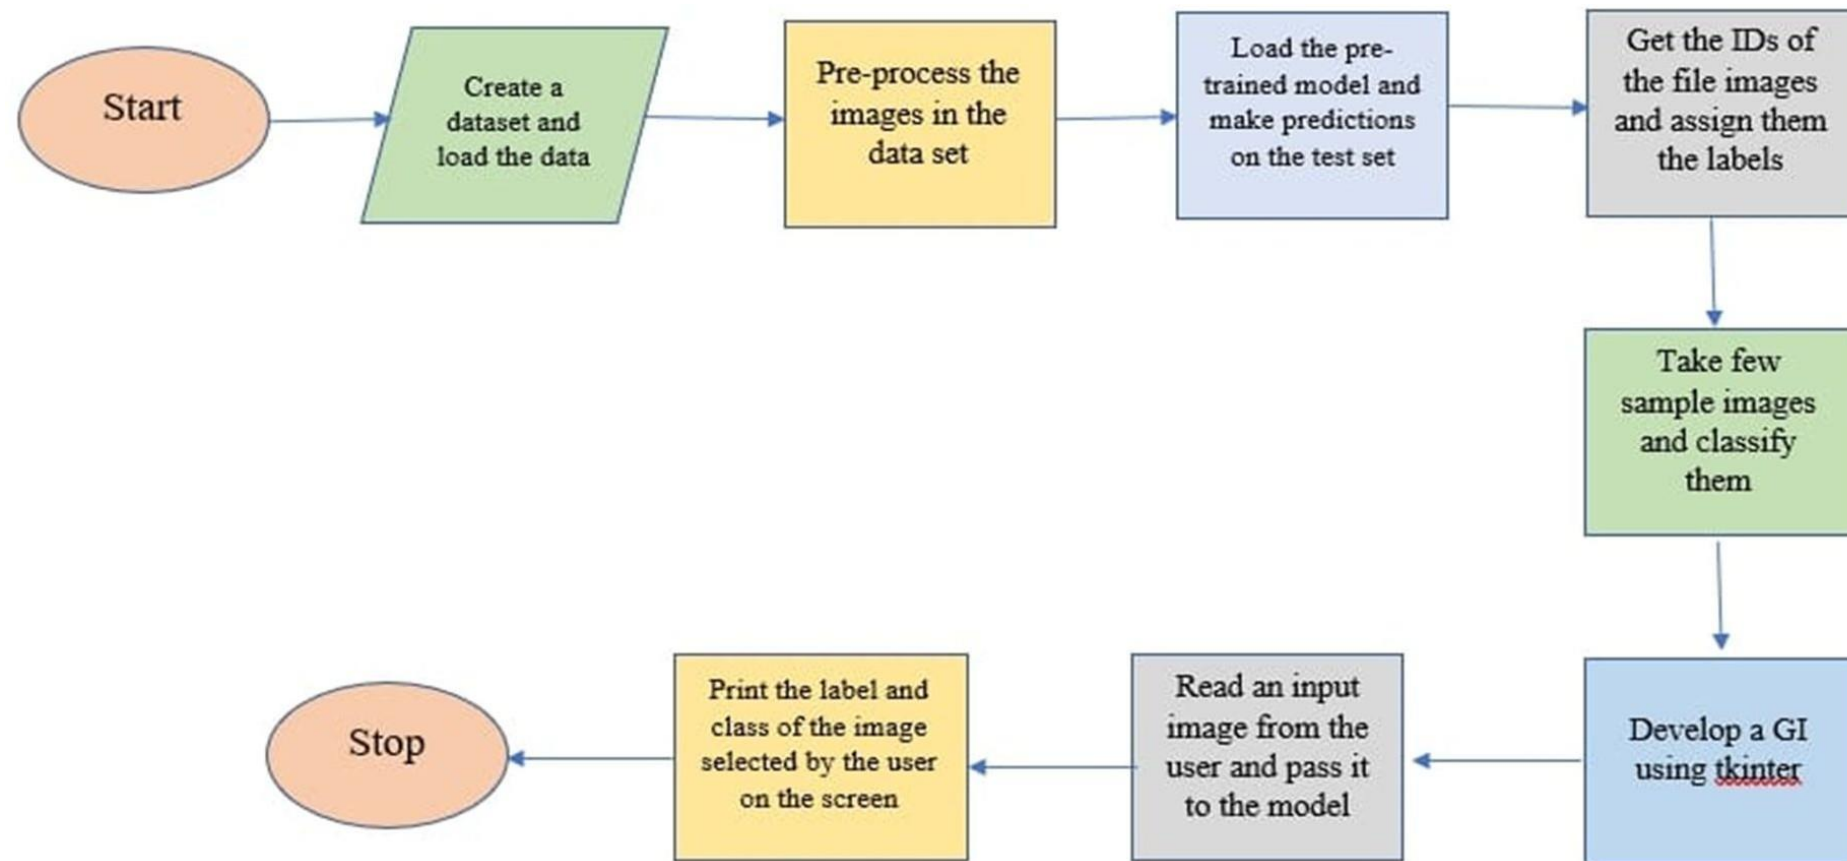 Start
Create a
dataset and
load the data
Pre-process the
images in the
data set
Load the pre-
trained model and
make predictions
on the test set
Get the IDs of
the file images
and assign them
the labels
Take few
sample images
and classify
them
Develop a GI
using tkinter
Read an input
image from the
user and pass it
to the model
Print the label and
class of the image
selected by the user
on the screen
Stop